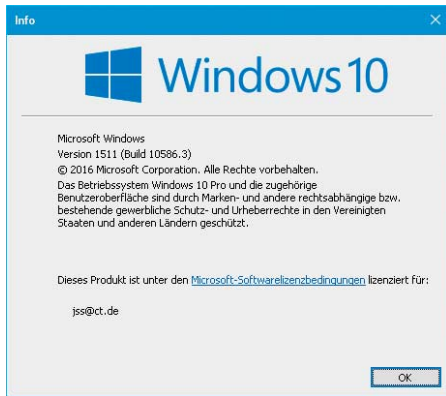 Info
Windows 10
Microsoft Windows
Version 1511 (Build 10586.3)
© 2016 Microsoft Corporation. Alle Rechte vorbehalten.
Das Betriebssystem Windows 10 Pro und die zugehörige
Benutzeroberfläche sind durch Marken- und andere rechtsabhängige bzw.
bestehende gewerbliche Schutz- und Urheberrechte in den Vereinigten
Staaten und anderen Ländern geschützt.
Dieses Produkt ist unter den Microsoft-Softwarelizenzbedingungen lizenziert für:
jss@ct.de
OK